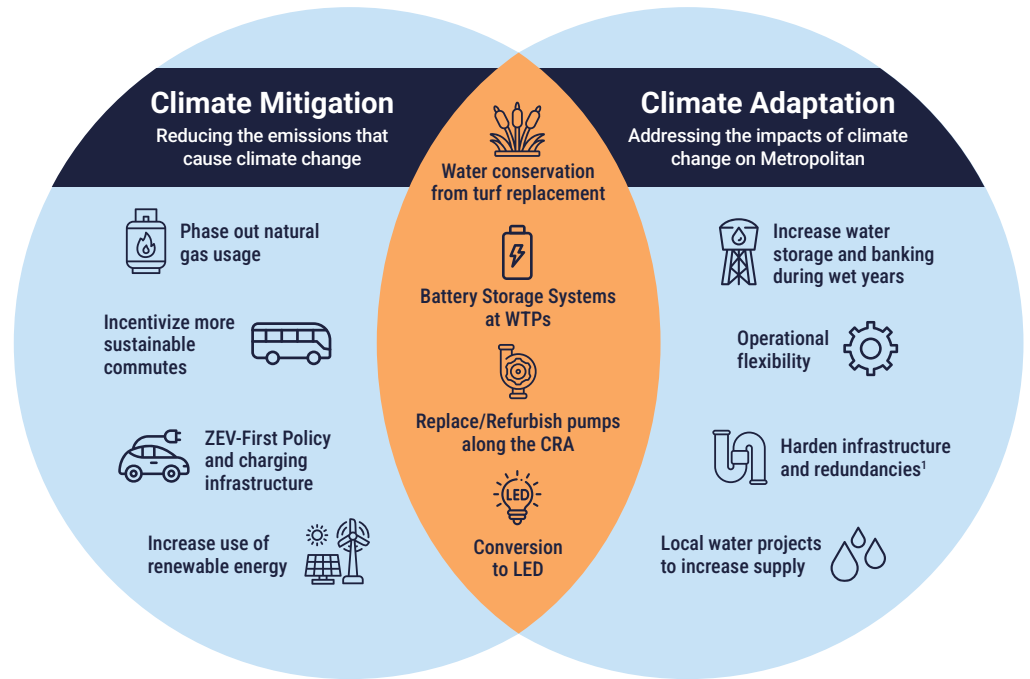 Climate Mitigation
Reducing the emissions that
cause climate change
Phase out natural
gas usage
Incentivize more
sustainable
commutes
ZEV-First Policy
and charging
infrastructure
Increase use of
renewable energy
Water conservation
from turf replacement
Battery Storage Systems
at WTPs
Replace/Refurbish pumps
along the CRA
LED
Conversion
to LED
Climate Adaptation
Addressing the impacts of climate
change on Metropolitan
Increase water
storage and banking
during wet years
Operational
flexibility
Harden infrastructure
and redundancies¹
Local water projects
to increase supply